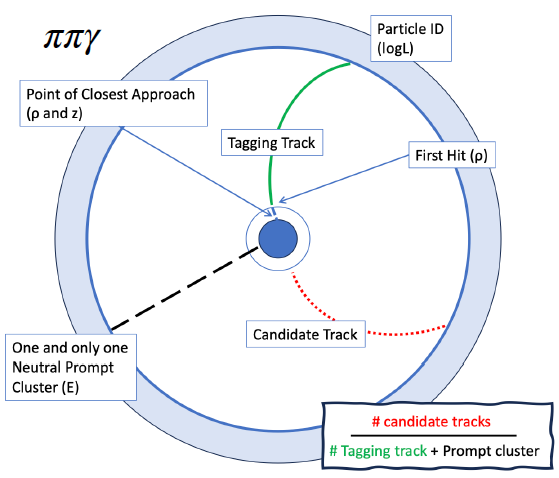 ππγ
Particle ID
(logL)
Point of Closest Approach
(ρ and z)
Tagging Track
First Hit (ρ)
Candidate Track
One and only one
Neutral Prompt
Cluster (E)
# candidate tracks
# Tagging track + Prompt cluster